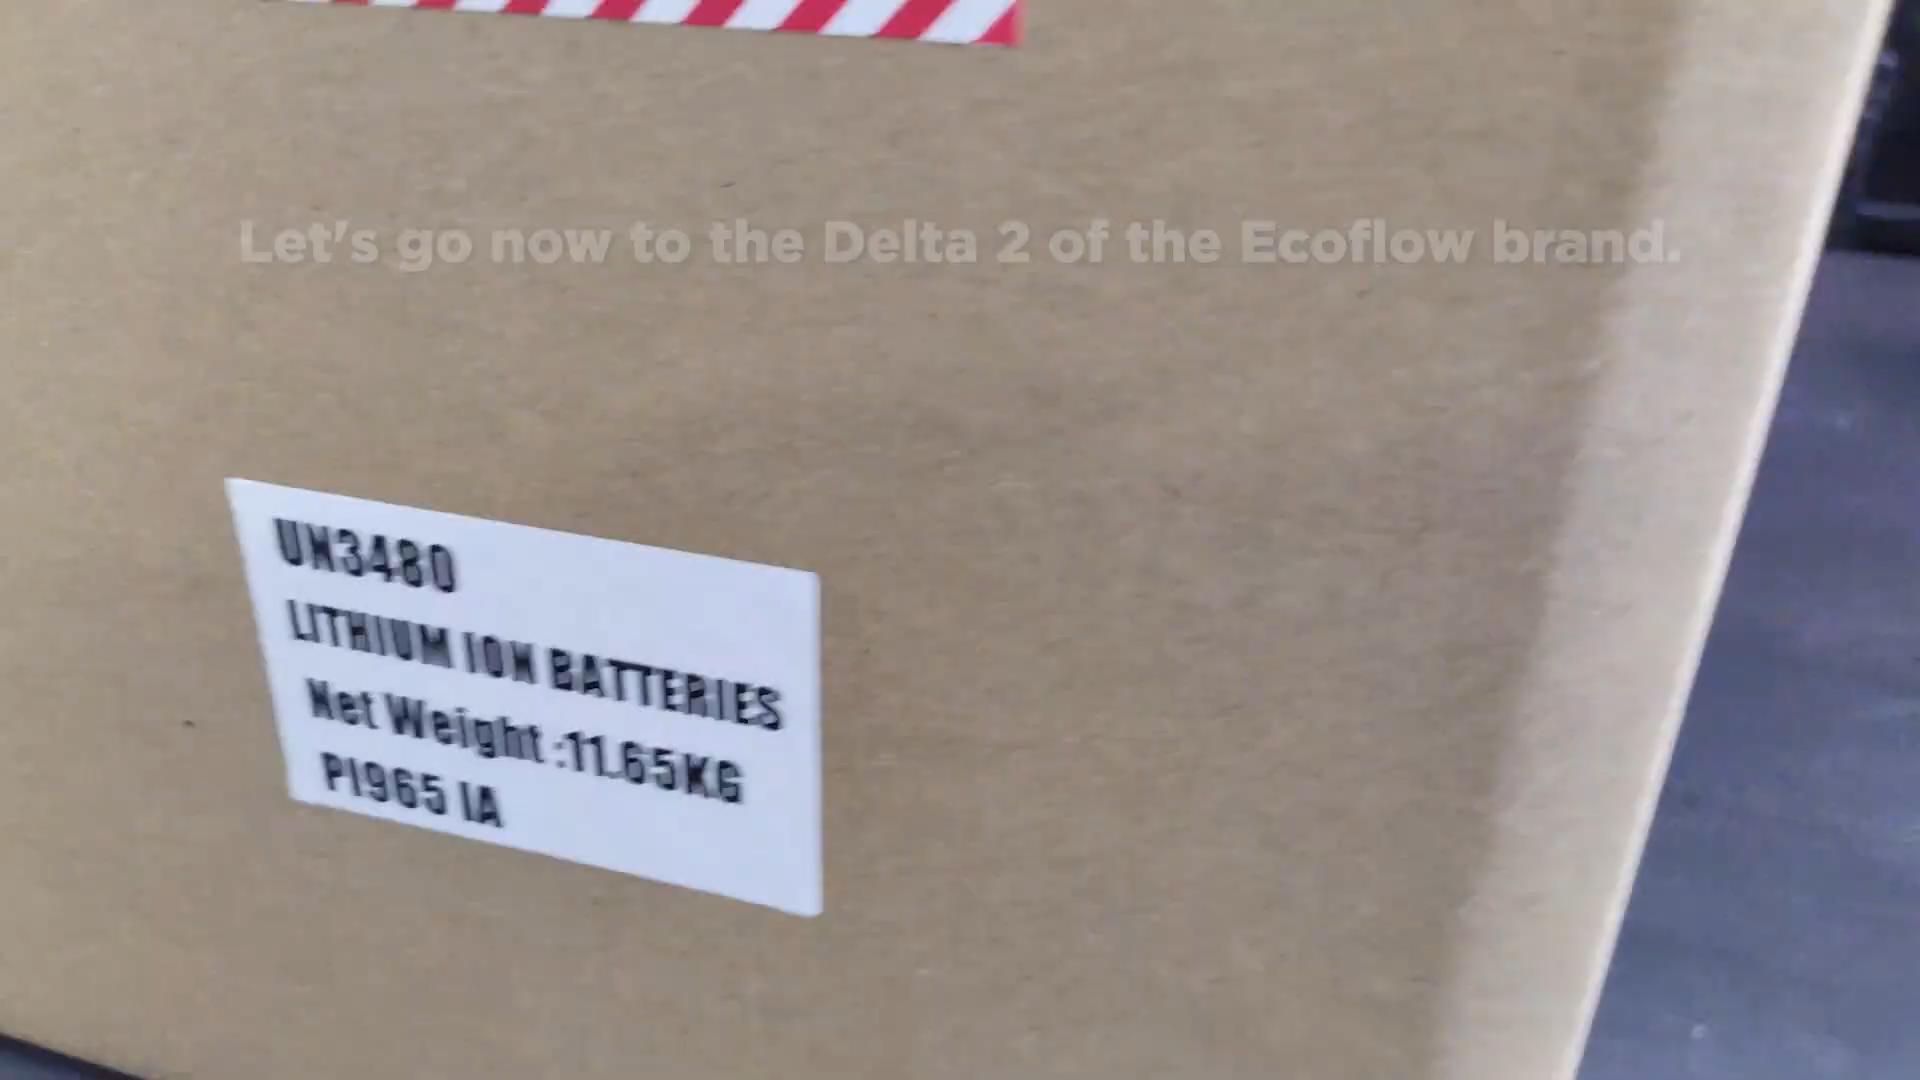 Let's go now to the Delta 2 of the Ecoflow brand.
UN3480
LITHIUM ION BATTERIES
Net Weight :11.65KG
PI965 IA